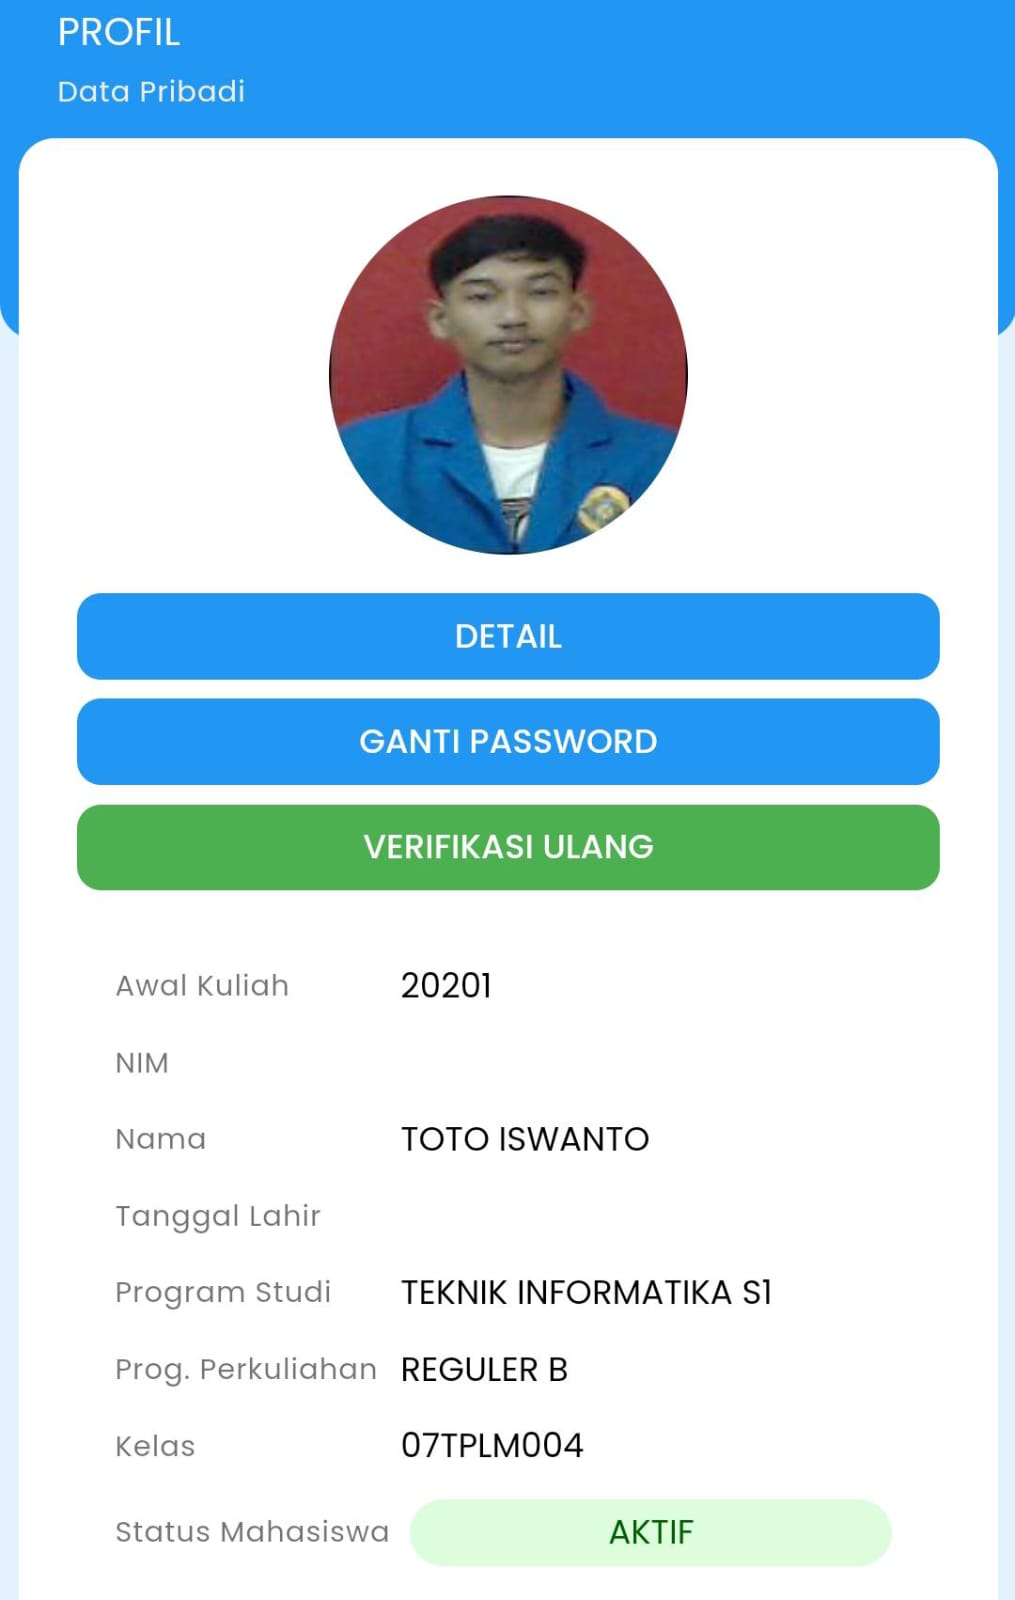 PROFIL
Data Pribadi
DETAIL
GANTI PASSWORD
VERIFIKASI ULANG
Awal Kuliah 20201
NIM
Nama TOTO ISWANTO
Tanggal Lahir
Program Studi TEKNIK INFORMATIKA S1
Prog. Perkuliahan REGULER B
Kelas 07TPLM004
Status Mahasiswa AKTIF